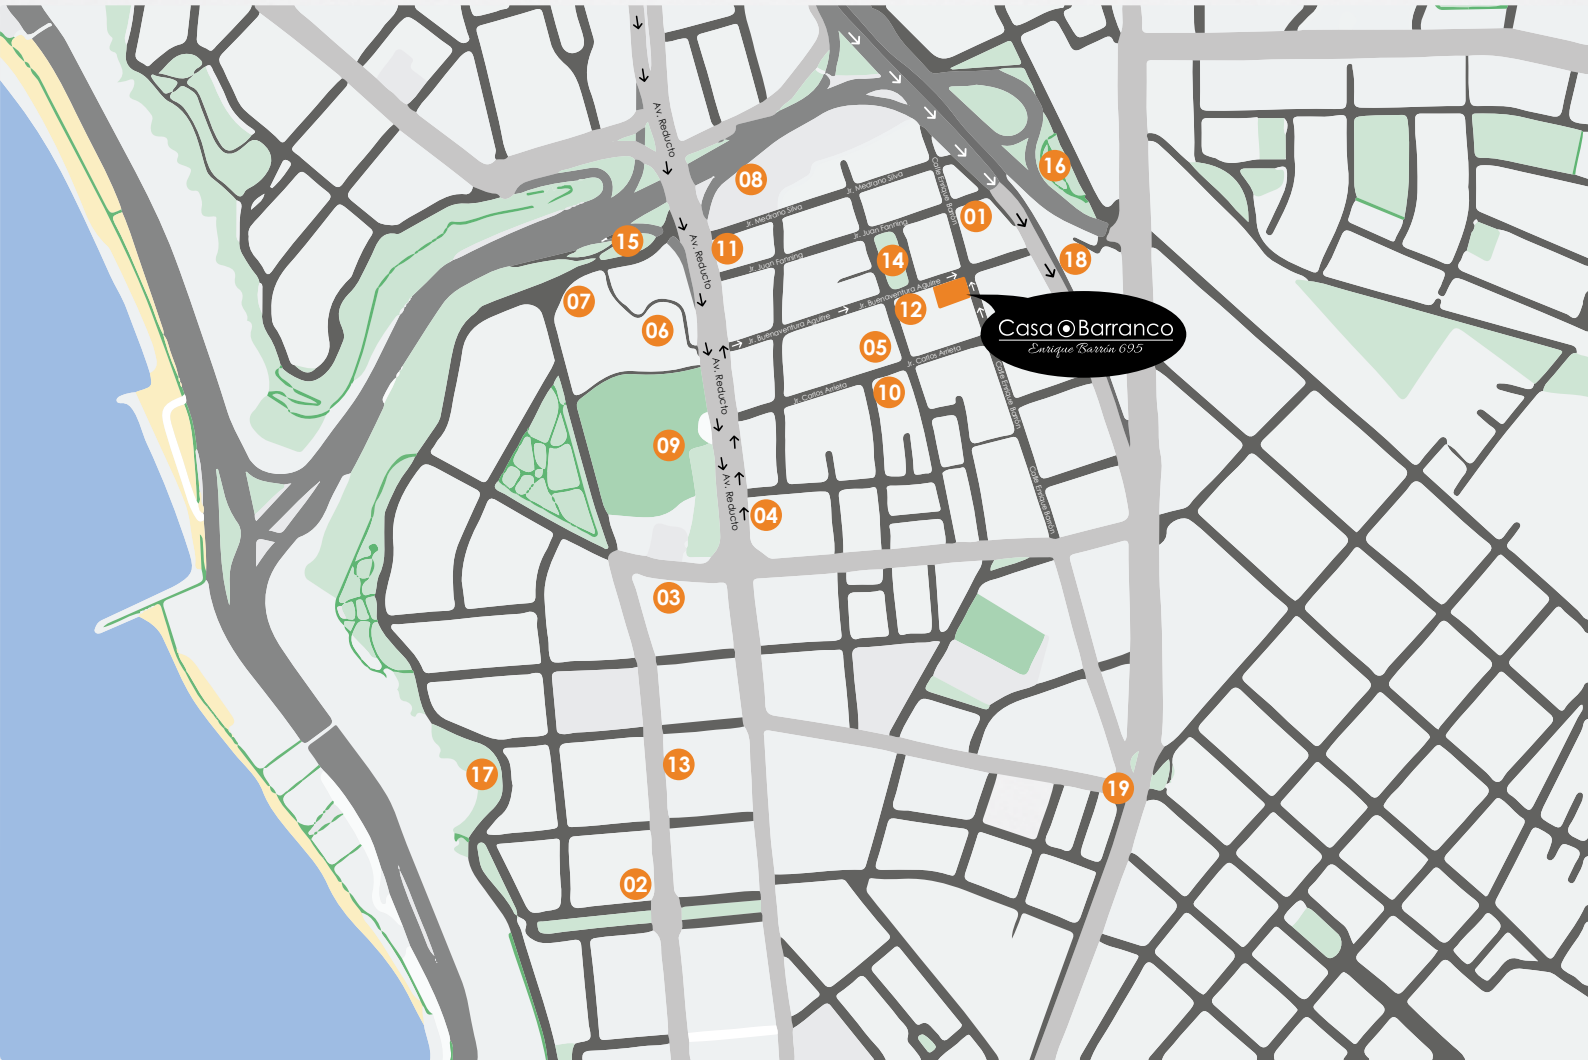 Av. Reducto
08
16
Calle Enrique Barrón
Jr. Medrano Silva
Jr. Medrano Silva
01
15
11
Av. Reducto
Jr. Juan Fanning
Jr. Juan Fanning
14
18
07
06
12
Jr. Buenaventura Aguirre
Jr. Buenaventura Aguirre
Casa Barranco
Enrique Barrón 695
05
Jr. Carlos Arrieta
Av. Reducto
Jr. Carlos Arrieta
10
Calle Enrique Barrón
09
Av. Reducto
04
Calle Enrique Barrón
03
13
17
19
02